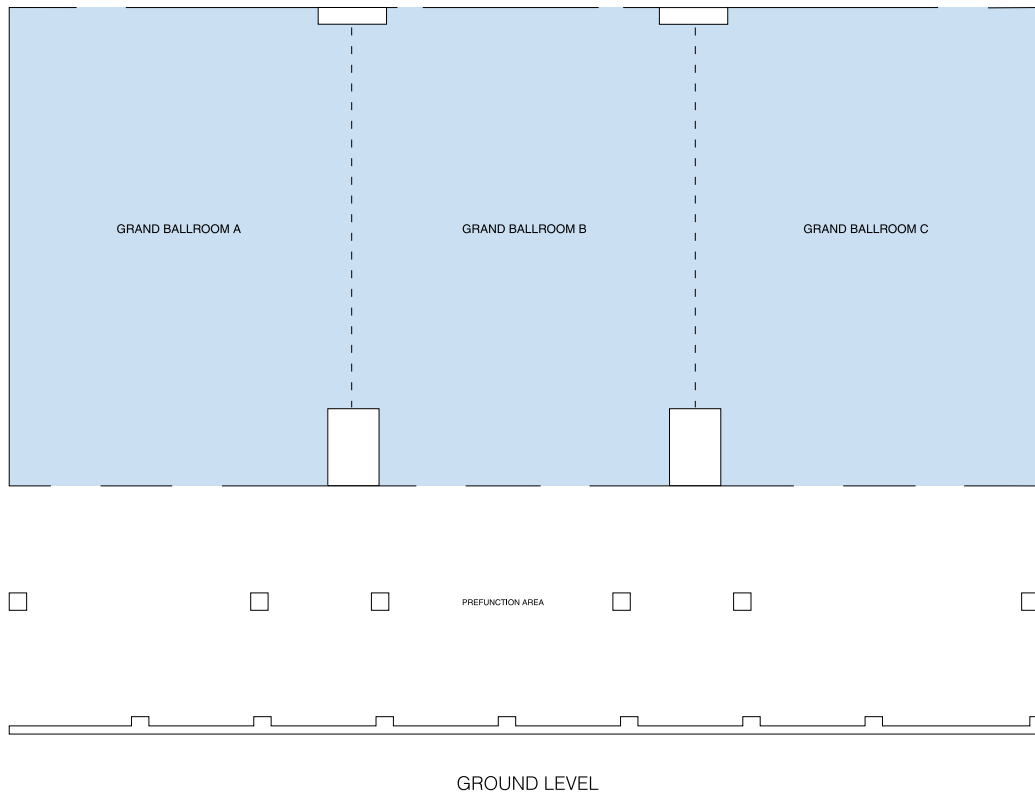 GRAND BALLROOM A
GRAND BALLROOM B
GRAND BALLROOM C
PREFUNCTION AREA
GROUND LEVEL